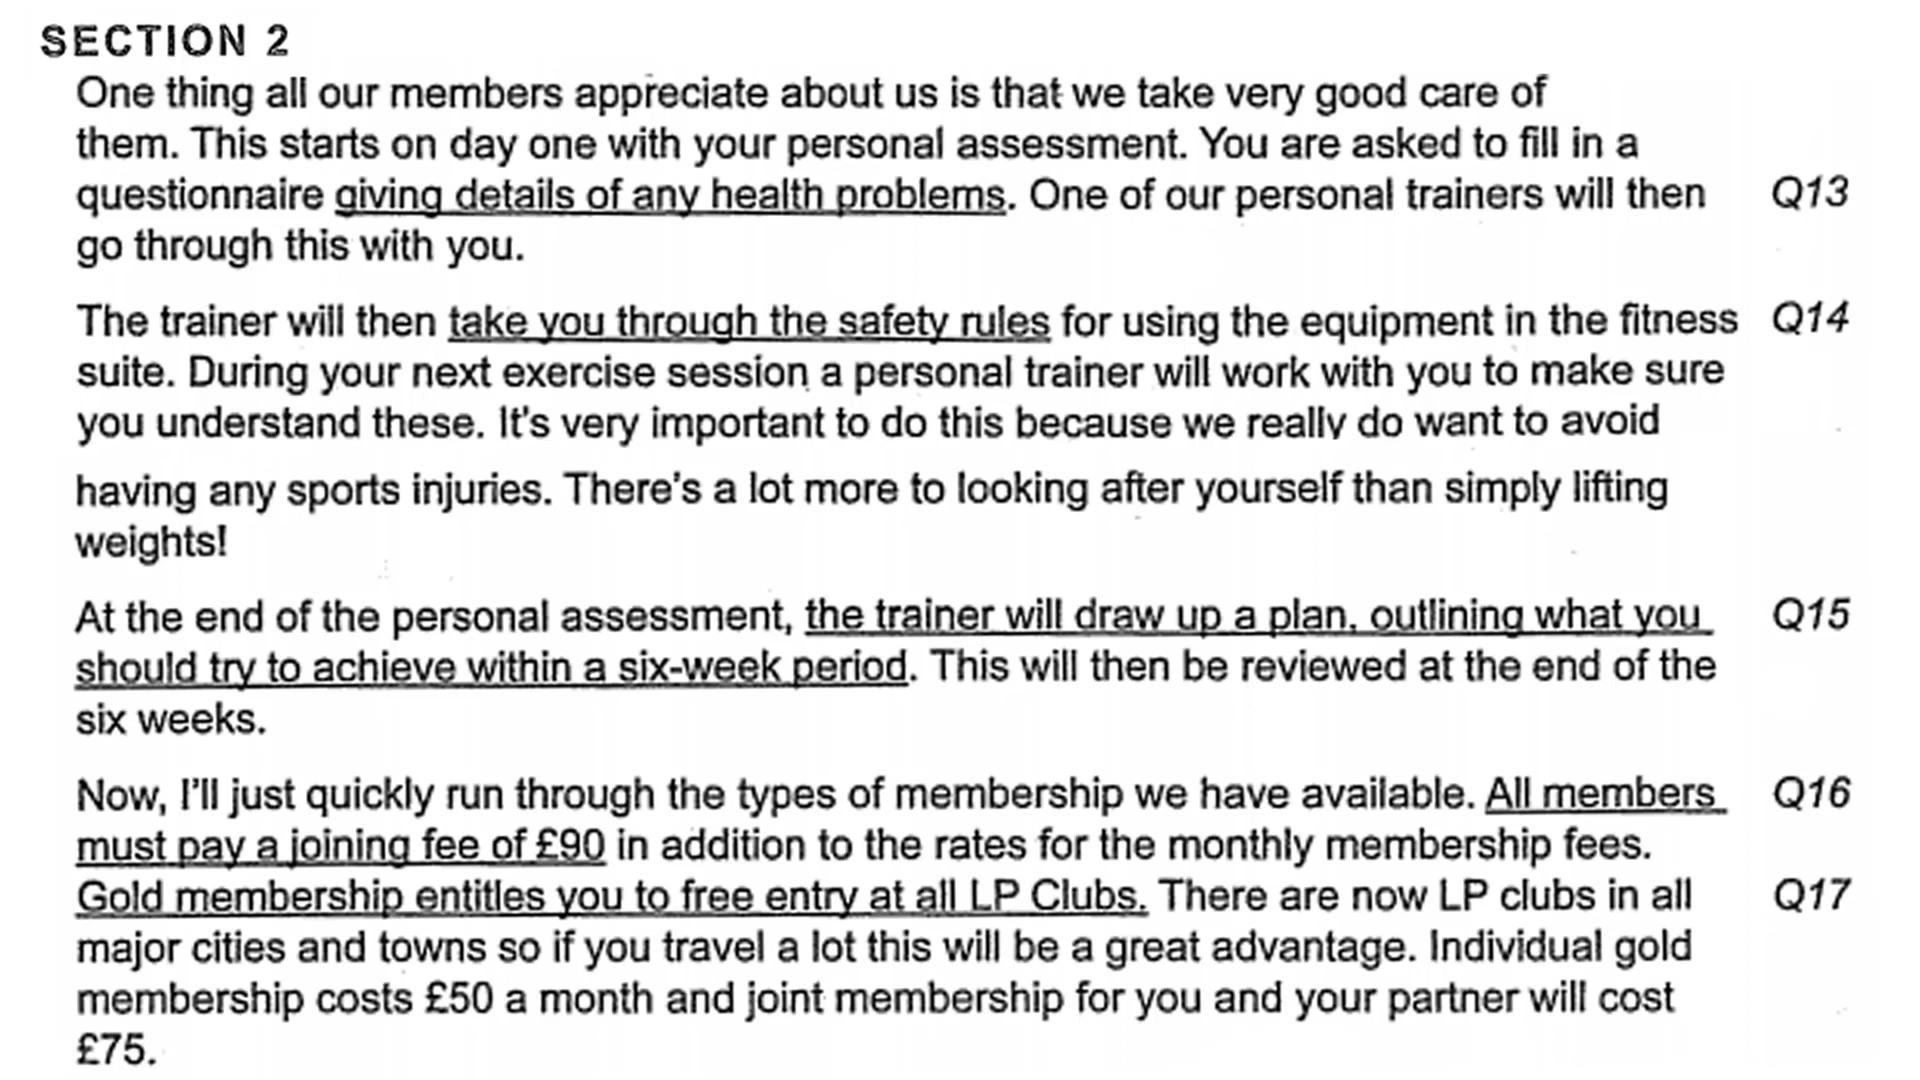 SECTION 2
One thing all our members appreciate about us is that we take very good care of
them. This starts on day one with your personal assessment. You are asked to fill in a
questionnaire giving details of any health problems. One of our personal trainers will then Q13
go through this with you.
The trainer will then take you through the safety rules for using the equipment in the fitness Q14
suite. During your next exercise session a personal trainer will work with you to make sure
you understand these. It's very important to do this because we really do want to avoid
having any sports injuries. There's a lot more to looking after yourself than simply lifting
weights!
At the end of the personal assessment, the trainer will draw up a plan, outlining what you Q15
should try to achieve within a six-week period. This will then be reviewed at the end of the
six weeks.
Now, I'll just quickly run through the types of membership we have available. All members Q16
must pay a joining fee of £90 in addition to the rates for the monthly membership fees.
Gold membership entitles you to free entry at all LP Clubs. There are now LP clubs in all Q17
major cities and towns so if you travel a lot this will be a great advantage. Individual gold
membership costs £50 a month and joint membership for you and your partner will cost
£75.